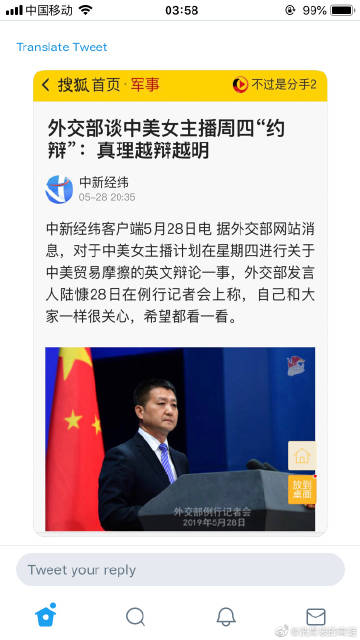 中国移动
03:58
99%
Translate Tweet
搜狐首页·军事
不过是分手2
外交部谈中美女主播周四“约
辩”：真理越辩越明
中新经纬
05-28 20:35
中新经纬客户端5月28日电 据外交部网站消
息，对于中美女主播计划在星期四进行关于
中美贸易摩擦的英文辩论一事，外交部发言
人陆慷28日在例行记者会上称，自己和大
家一样很关心，希望都看一看。
放到
桌面
外交部例行记者会
2019年5月28日
Tweet your reply